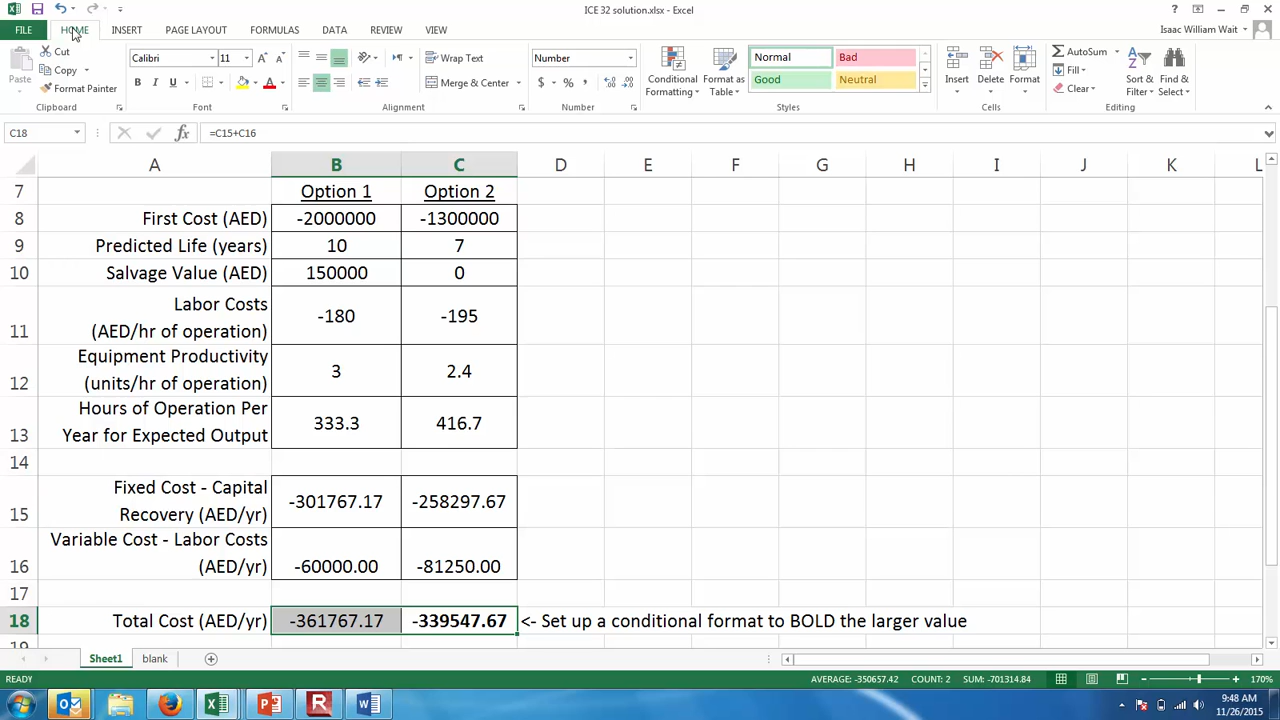 ICE 32 solution.xlsx - Excel
FILE HOME INSERT PAGE LAYOUT FORMULAS DATA REVIEW VIEW Isaac William Wait
Paste
Cut
Copy
Format Painter
Clipboard
Calibri 11
B I U
Font
Wrap Text
Merge & Center
Alignment
Number
$ % ,
Number
Conditional
Formatting
Format as
Table
Normal Bad
Good Neutral
Styles
Insert Delete Format
Cells
AutoSum
Fill
Clear
Sort &
Filter
Find &
Select
Editing
C18 fx =C15+C16
A B C D E F G H I J K L
7 Option 1 Option 2
8 First Cost (AED) -2000000 -1300000
9 Predicted Life (years) 10 7
10 Salvage Value (AED) 150000 0
Labor Costs
11 (AED/hr of operation) -180 -195
Equipment Productivity
12 (units/hr of operation) 3 2.4
Hours of Operation Per
13 Year for Expected Output 333.3 416.7
14
Fixed Cost - Capital
15 Recovery (AED/yr) -301767.17 -258297.67
Variable Cost - Labor Costs
16 (AED/yr) -60000.00 -81250.00
17
18 Total Cost (AED/yr) -361767.17 -339547.67 <- Set up a conditional format to BOLD the larger value
19
Sheet1 blank
READY AVERAGE: -350657.42 COUNT: 2 SUM: -701314.84 170%
9:48 AM
11/26/2015